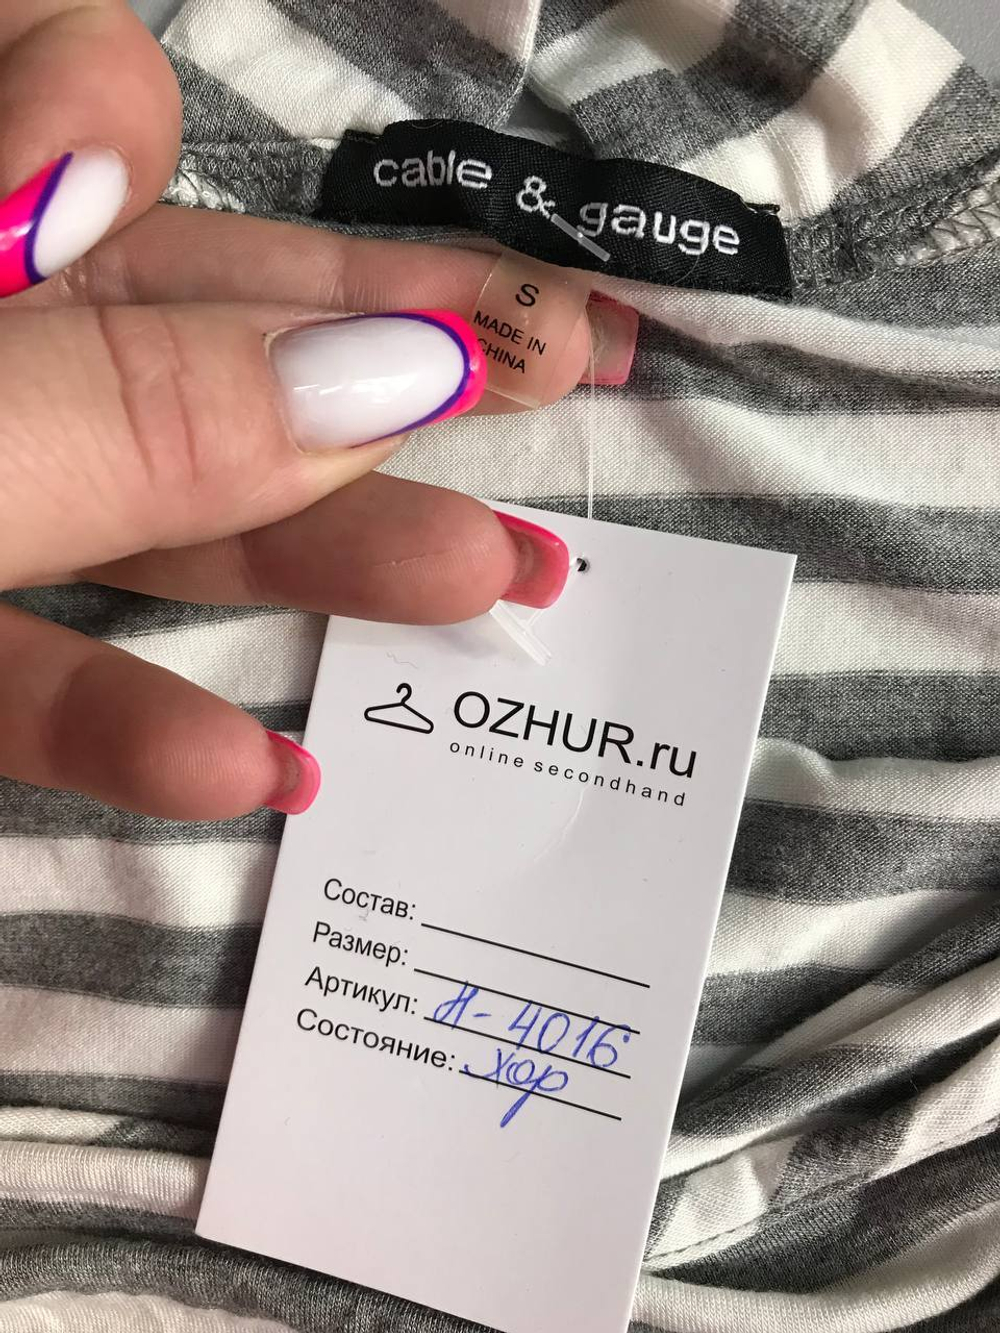 cable & gauge
S
MADE IN
CHINA
OZHUR.ru
online secondhand
Состав:
Размер:
Артикул: Н-4016
Состояние: хор